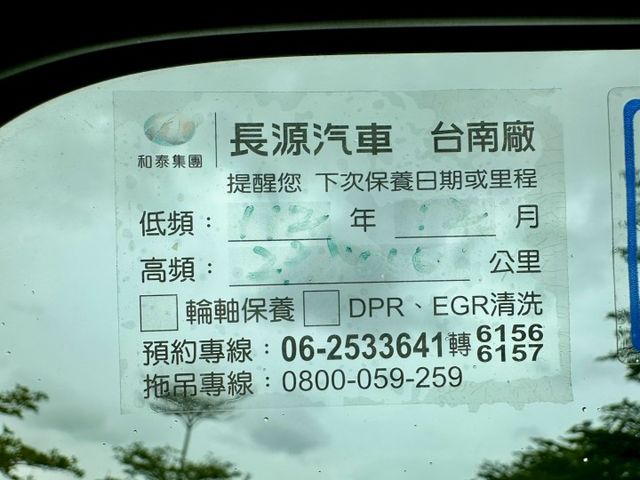 和泰集團
長源汽車 台南廠
提醒您 下次保養日期或里程
低頻： 112 年 月
高頻： 公里
輪軸保養 DPR、EGR清洗
預約專線：06-2533641轉6156
6157
拖吊專線：0800-059-259